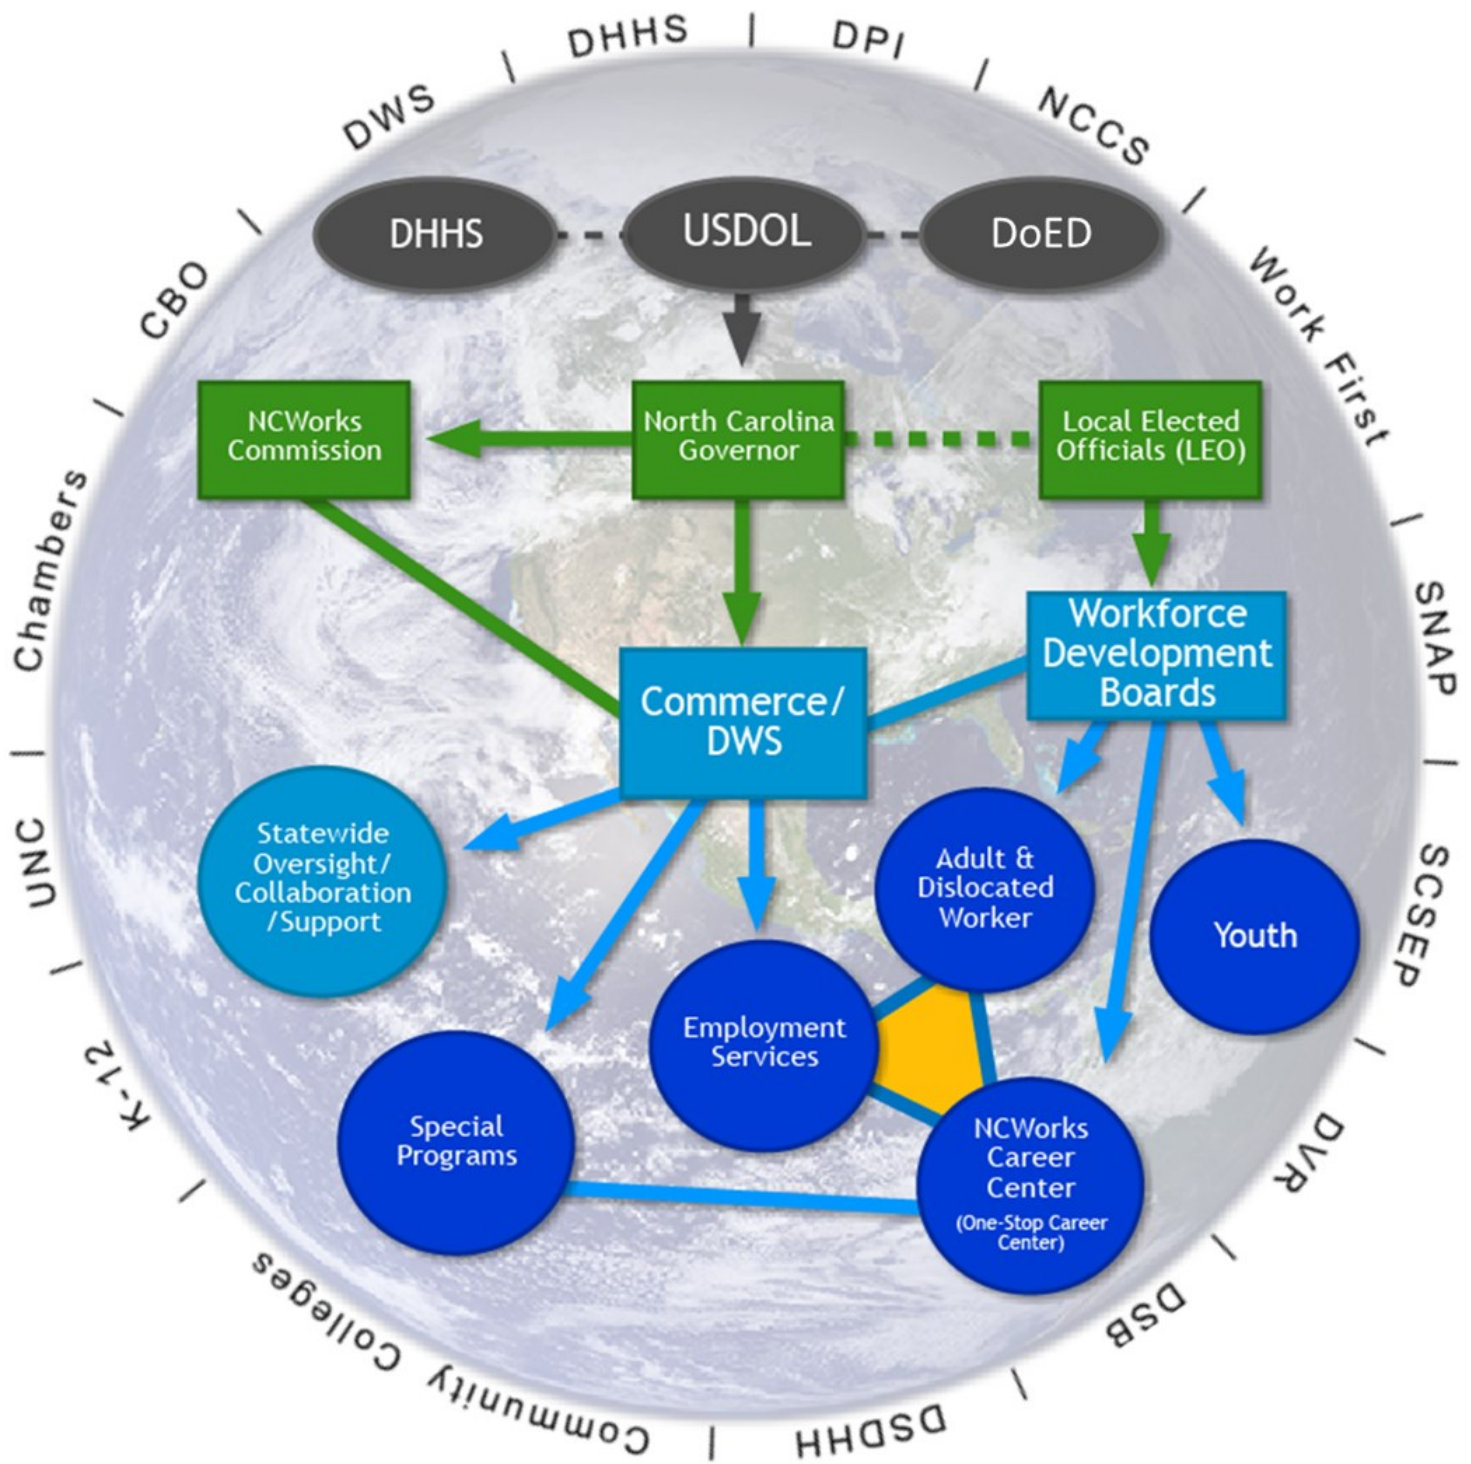 DHHS
|
DPI
|
NCCS
|
Work First
|
SNAP
|
SCSEP
|
DVR
|
DSB
|
DSDHH
|
Community Colleges
|
K-12
|
UNC
|
Chambers
|
CBO
|
DWS
|
DHHS
USDOL
DoED
NCWorks
Commission
North Carolina
Governor
Local Elected
Officials (LEO)
Commerce/
DWS
Workforce
Development
Boards
Statewide
Oversight/
Collaboration
/Support
Adult &
Dislocated
Worker
Youth
Employment
Services
Special
Programs
NCWorks
Career
Center
(One-Stop Career
Center)